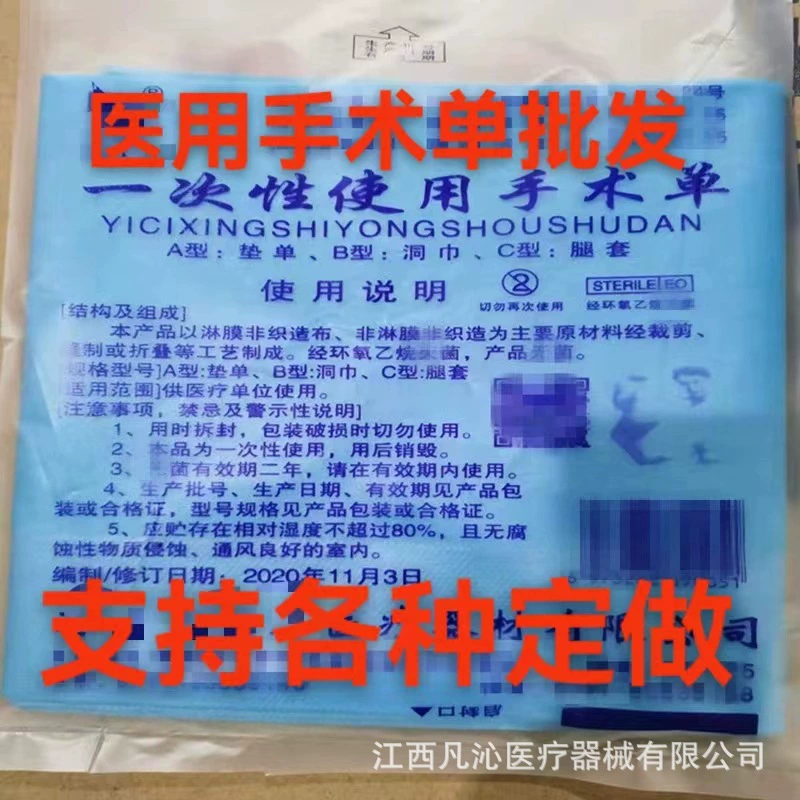 医用手术单批发
一次性使用手术单
YICIXINGSHIYONGSHOUSHUDAN
A型:垫单、B型:洞巾、C型:腿套
使用说明
切勿再次使用
STERILE EO
经环氧乙烷
[结构及组成]
本产品以淋膜非织造布、非淋膜非织造为主要原材料经裁剪、
缝制或折叠等工艺制成。经环氧乙烷灭菌,产品无菌。
[规格型号]A型:垫单、B型:洞巾、C型:腿套
[适用范围]供医疗单位使用。
[注意事项,禁忌及警示性说明]
1、用时拆封,包装破损时切勿使用。
2、本品为一次性使用,用后销毁。
3、菌有效期二年,请在有效期内使用。
4、生产批号、生产日期、有效期见产品包
装或合格证,型号规格见产品包装或合格证。
5、应贮存在相对湿度不超过80%,且无腐
蚀性物质侵蚀、通风良好的室内。
编制/修订日期:2020年11月3日
支持各种定做
司
启封口
江西凡沁医疗器械有限公司